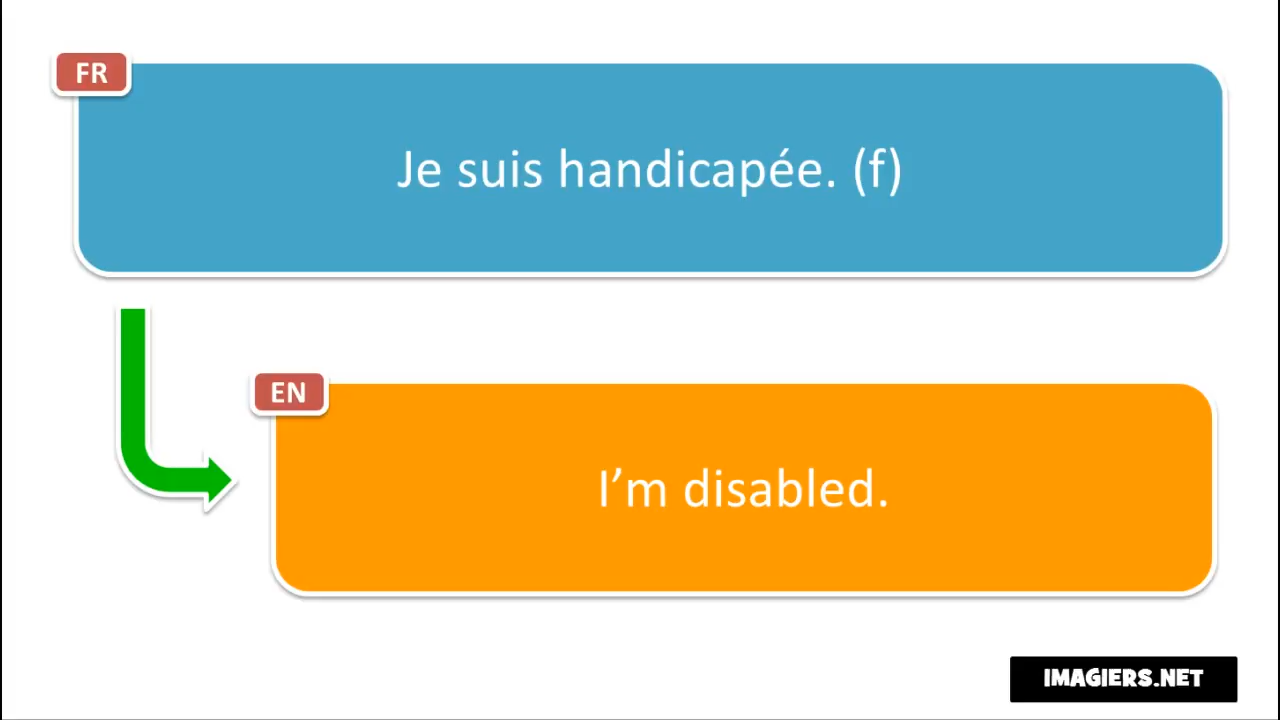 FR
Je suis handicapée. (f)
EN
I’m disabled.
IMAGIERS.NET